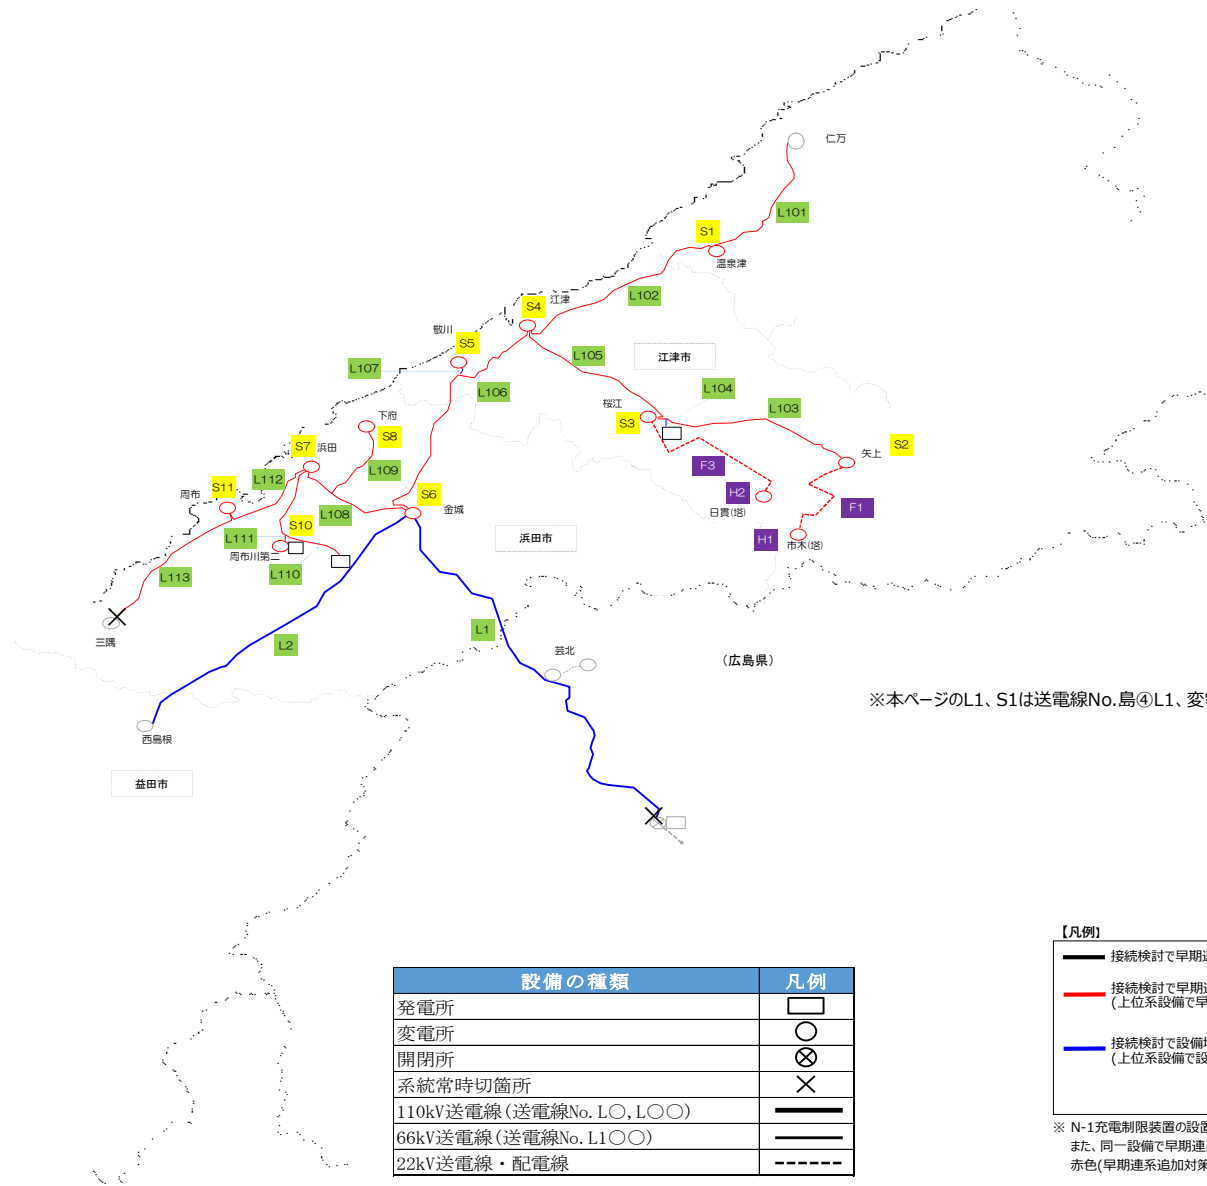 仁万
L101
S1
温泉津
L102
S4
江津
敬川
S5
L107
L106
L105
江津市
L104
L103
桜江
S3
S2
矢上
下府
S8
S7
浜田
L109
F3
H2
日貫(塔)
F1
H1
市木(塔)
周布
S11
L112
L108
S6
金城
S10
L111
周布川第二
L110
浜田市
L113
三隅
L2
L1
芸北
(広島県)
※本ページのL1、S1は送電線No.島④L1、変電
西島根
益田市
【凡例】
接続検討で早期連
接続検討で早期連
(上位系設備で早
接続検討で設備増
(上位系設備で設
※ N-1充電制限装置の設置
また、同一設備で早期連系
赤色(早期連系追加対策
設備の種類 凡例
発電所
変電所
開閉所
系統常時切箇所
110kV送電線(送電線No.L○,L○○)
66kV送電線(送電線No.L1○○)
22kV送電線・配電線